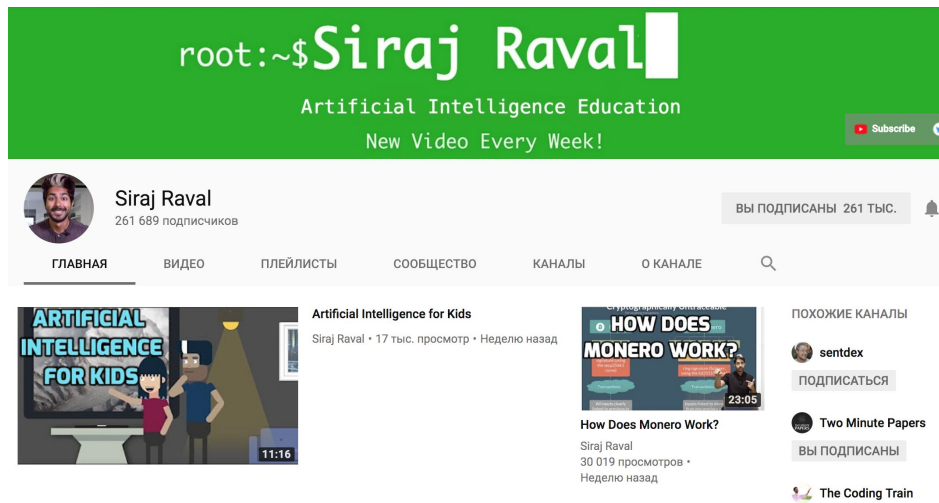 root:~$Siraj Raval
Artificial Intelligence Education
New Video Every Week!
Subscribe
Siraj Raval
261 689 подписчиков
ВЫ ПОДПИСАНЫ 261 ТЫС.
ГЛАВНАЯ ВИДЕО ПЛЕЙЛИСТЫ СООБЩЕСТВО КАНАЛЫ О КАНАЛЕ
ARTIFICIAL
INTELLIGENCE
FOR KIDS
11:16
Artificial Intelligence for Kids
Siraj Raval • 17 тыс. просмотр • Неделю назад
Cryptographically Untraceable
HOW DOES
MONERO WORK?
23:05
How Does Monero Work?
Siraj Raval
30 019 просмотров •
Неделю назад
ПОХОЖИЕ КАНАЛЫ
sentdex
ПОДПИСАТЬСЯ
Two Minute Papers
ВЫ ПОДПИСАНЫ
The Coding Train